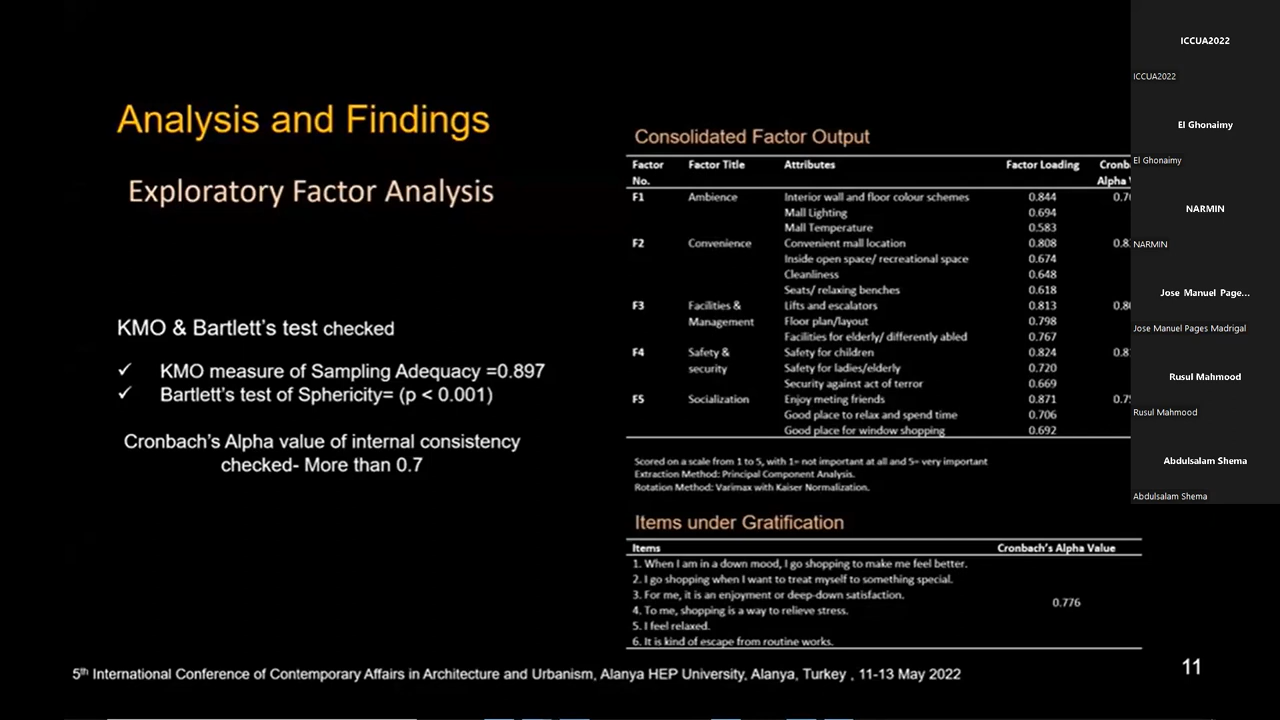 Analysis and Findings
Exploratory Factor Analysis
KMO & Bartlett's test checked
✓ KMO measure of Sampling Adequacy =0.897
✓ Bartlett's test of Sphericity= (p < 0.001)
Cronbach's Alpha value of internal consistency
checked- More than 0.7
Consolidated Factor Output
Factor Factor Title Attributes Factor Loading
No. Alpha
F1 Ambience Interior wall and floor colour schemes 0.844
Mall Lighting 0.694
Mall Temperature 0.583
F2 Convenience Convenient mall location 0.808
Inside open space/ recreational space 0.674
Cleanliness 0.648
Seats/ relaxing benches 0.618
F3 Facilities & Lifts and escalators 0.813
Management Floor plan/layout 0.798
Facilities for elderly/ differently abled 0.767
F4 Safety & Safety for children 0.824
security Safety for ladies/elderly 0.720
Security against act of terror 0.669
F5 Socialization Enjoy meting friends 0.871
Good place to relax and spend time 0.706
Good place for window shopping 0.692
Scored on a scale from 1 to 5, with 1= not important at all and 5= very important
Extraction Method: Principal Component Analysis.
Rotation Method: Varimax with Kaiser Normalization.
Items under Gratification
Items Cronbach's Alpha Value
1. When I am in a down mood, I go shopping to make me feel better.
2. I go shopping when I want to treat myself to something special.
3. For me, it is an enjoyment or deep-down satisfaction.
0.776
4. To me, shopping is a way to relieve stress.
5. I feel relaxed.
6. It is kind of escape from routine works.
5th International Conference of Contemporary Affairs in Architecture and Urbanism, Alanya HEP University, Alanya, Turkey , 11-13 May 2022
11
ICCUA2022
ICCUA2022
El Ghonaimy
El Ghonaimy
NARMIN
NARMIN
Jose Manuel Page...
Jose Manuel Pages Madrigal
Rusul Mahmood
Rusul Mahmood
Abdulsalam Shema
Abdulsalam Shema